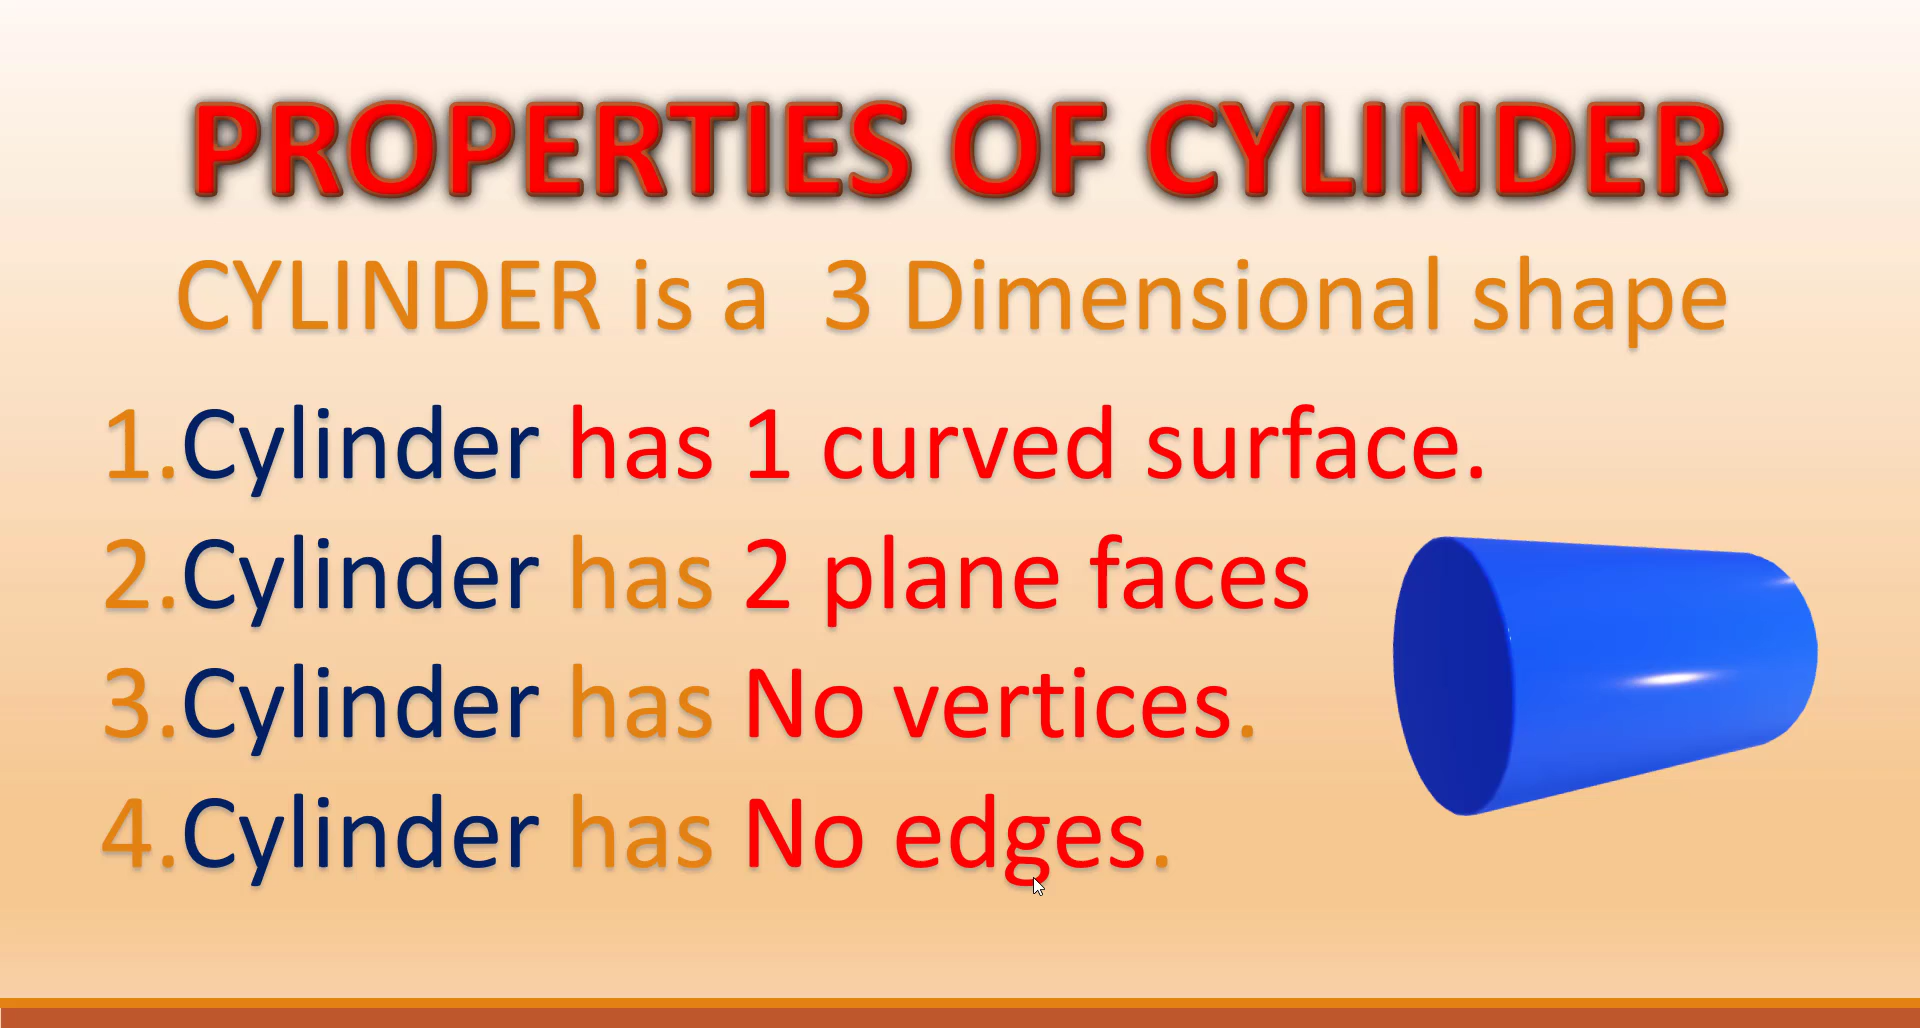 PROPERTIES OF CYLINDER
CYLINDER is a 3 Dimensional shape
1.Cylinder has 1 curved surface.
2.Cylinder has 2 plane faces
3.Cylinder has No vertices.
4.Cylinder has No edges.